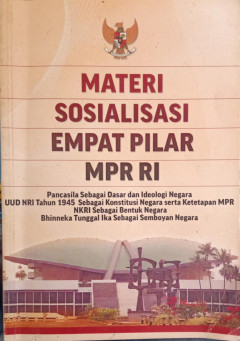 MATERI
SOSIALISASI
EMPAT PILAR
MPR RI
Pancasila Sebagai Dasar dan Ideologi Negara
UUD NRI Tahun 1945 Sebagai Konstitusi Negara serta Ketetapan MPR
NKRI Sebagai Bentuk Negara
Bhinneka Tunggal Ika Sebagai Semboyan Negara